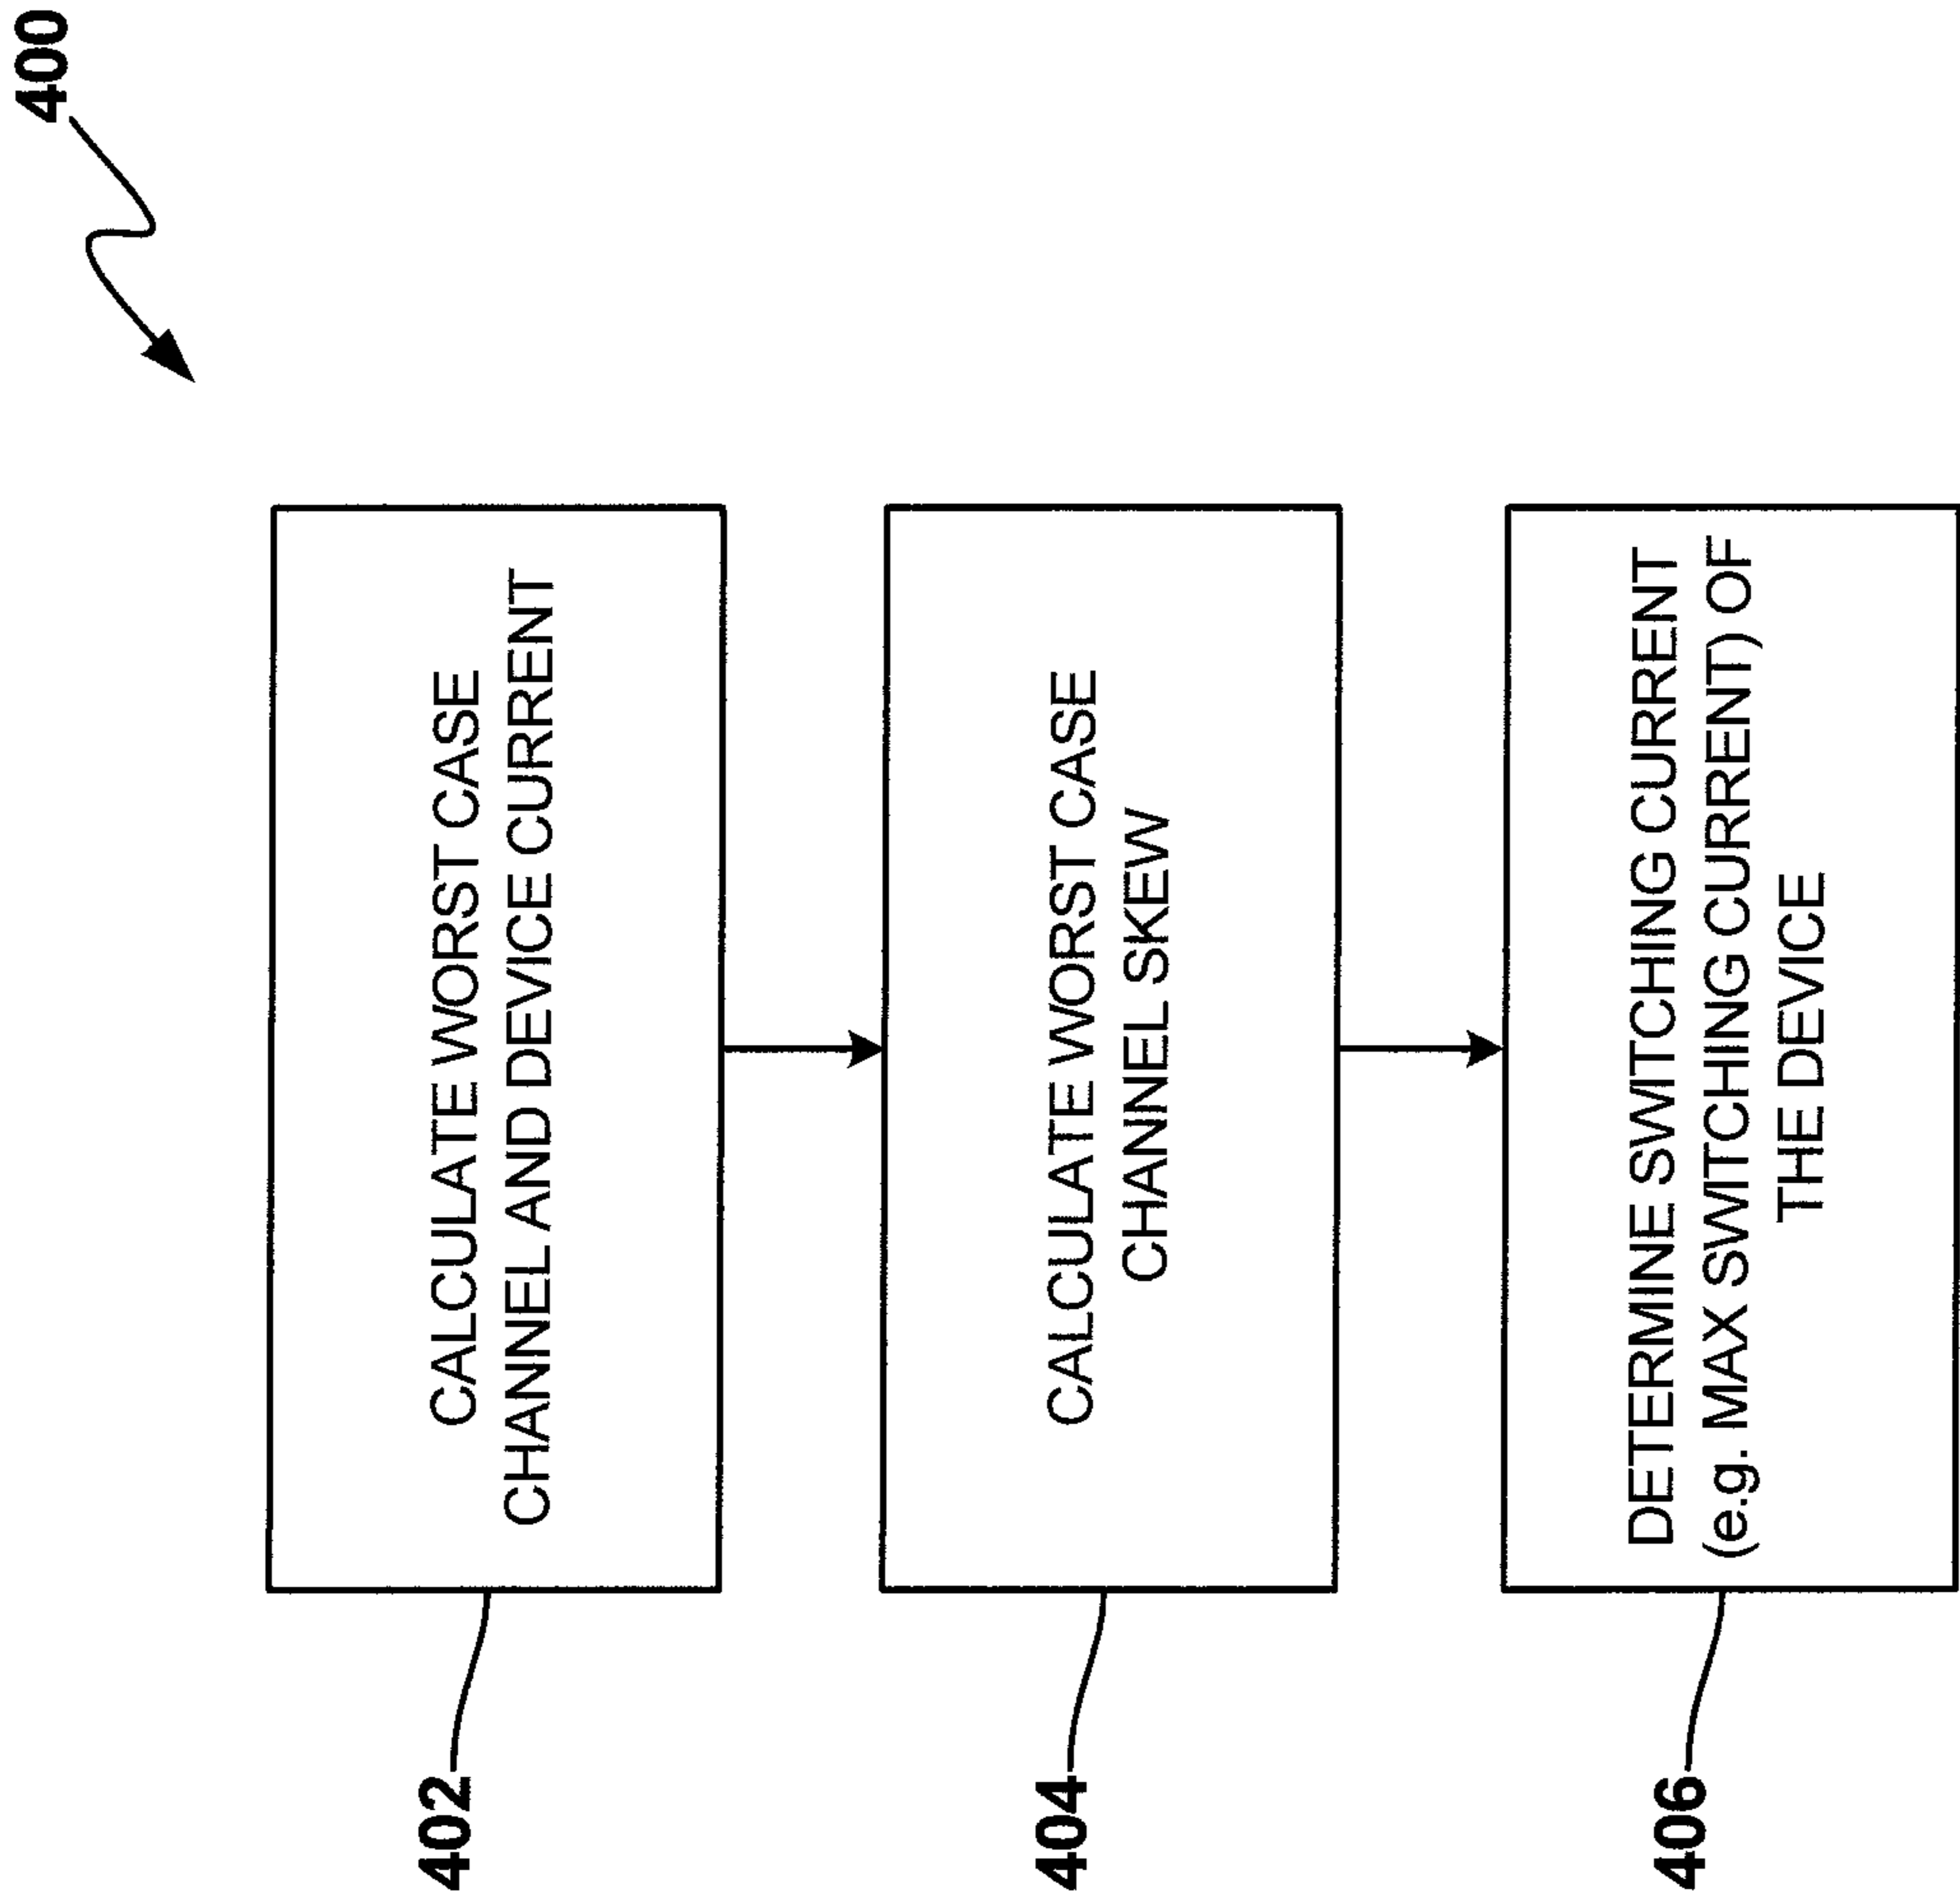 400
402
CALCULATE WORST CASE
CHANNEL AND DEVICE CURRENT
404
CALCULATE WORST CASE
CHANNEL SKEW
406
DETERMINE SWITCHING CURRENT
(e.g. MAX SWITCHING CURRENT) OF
THE DEVICE